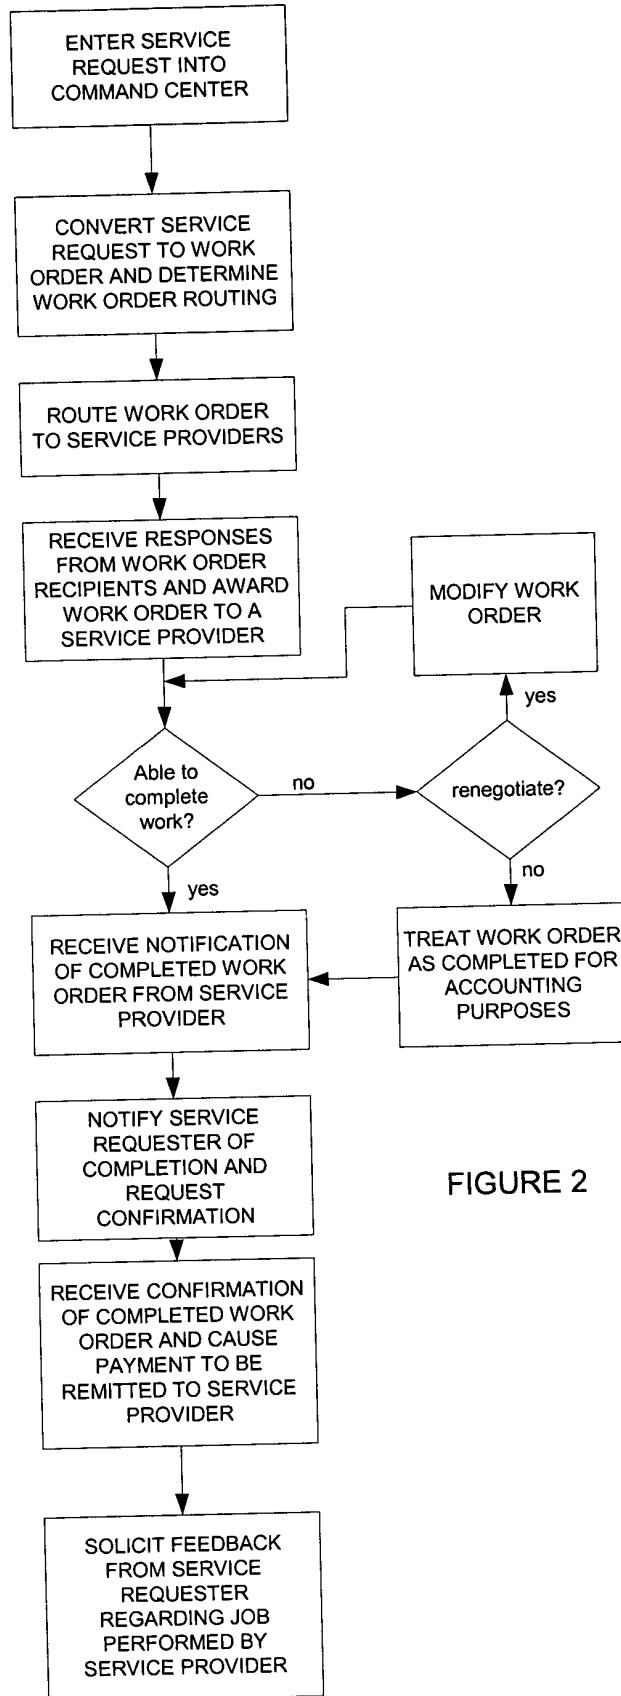 ENTER SERVICE
REQUEST INTO
COMMAND CENTER
CONVERT SERVICE
REQUEST TO WORK
ORDER AND DETERMINE
WORK ORDER ROUTING
ROUTE WORK ORDER
TO SERVICE PROVIDERS
RECEIVE RESPONSES
FROM WORK ORDER
RECIPIENTS AND AWARD
WORK ORDER TO A
SERVICE PROVIDER
MODIFY WORK
ORDER
yes
Able to
complete
work?
no
renegotiate?
no
yes
TREAT WORK ORDER
AS COMPLETED FOR
ACCOUNTING
PURPOSES
RECEIVE NOTIFICATION
OF COMPLETED WORK
ORDER FROM SERVICE
PROVIDER
NOTIFY SERVICE
REQUESTER OF
COMPLETION AND
REQUEST
CONFIRMATION
FIGURE 2
RECEIVE CONFIRMATION
OF COMPLETED WORK
ORDER AND CAUSE
PAYMENT TO BE
REMITTED TO SERVICE
PROVIDER
SOLICIT FEEDBACK
FROM SERVICE
REQUESTER
REGARDING JOB
PERFORMED BY
SERVICE PROVIDER